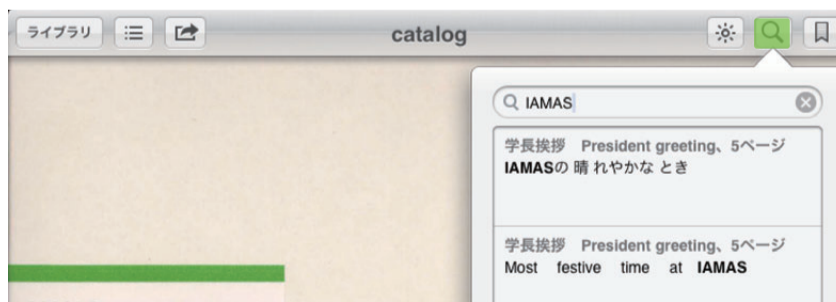 ライブラリ
catalog
IAMAS
学長挨拶 President greeting、5ページ
IAMASの 晴 れやかな とき
学長挨拶 President greeting、5ページ
Most festive time at IAMAS